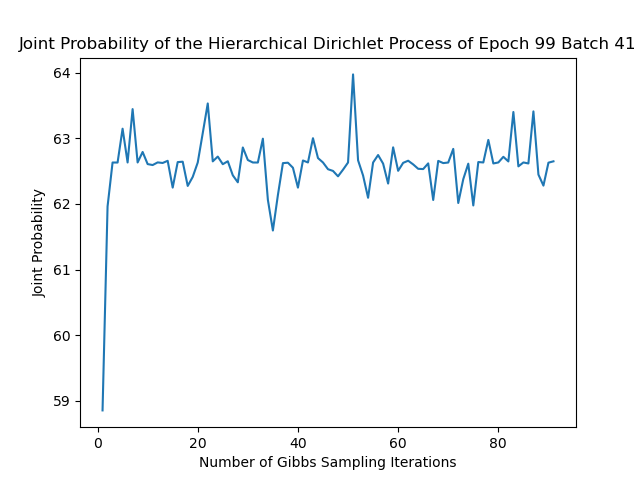 Joint Probability of the Hierarchical Dirichlet Process of Epoch 99 Batch 41
64
63
62
61
60
59
Joint Probability
0 20 40 60 80
Number of Gibbs Sampling Iterations